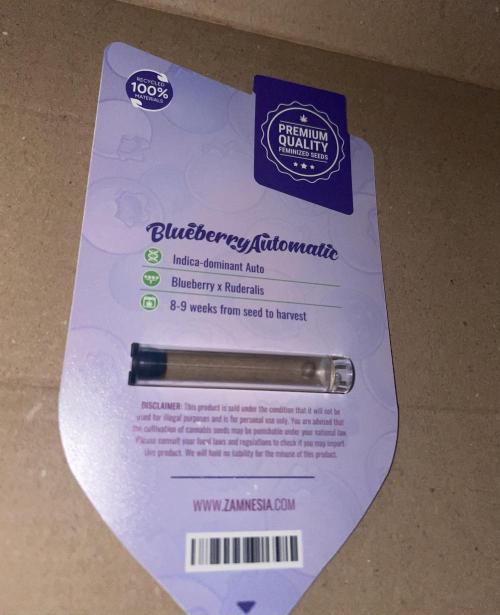 RECYCLED
100%
MATERIALS
PREMIUM
QUALITY
FEMINIZED SEEDS
Blueberry Automatic
Indica-dominant Auto
Blueberry x Ruderalis
8-9 weeks from seed to harvest
DISCLAIMER: This product is sold under the condition that it will not be
used for illegal purposes and is for personal use only. You are advised that
the cultivation of cannabis seeds may be punishable under your national law.
Please consult your local laws and regulations to check if you may import
this product. We will hold no liability for the misuse of this product.
WWW.ZAMNESIA.COM